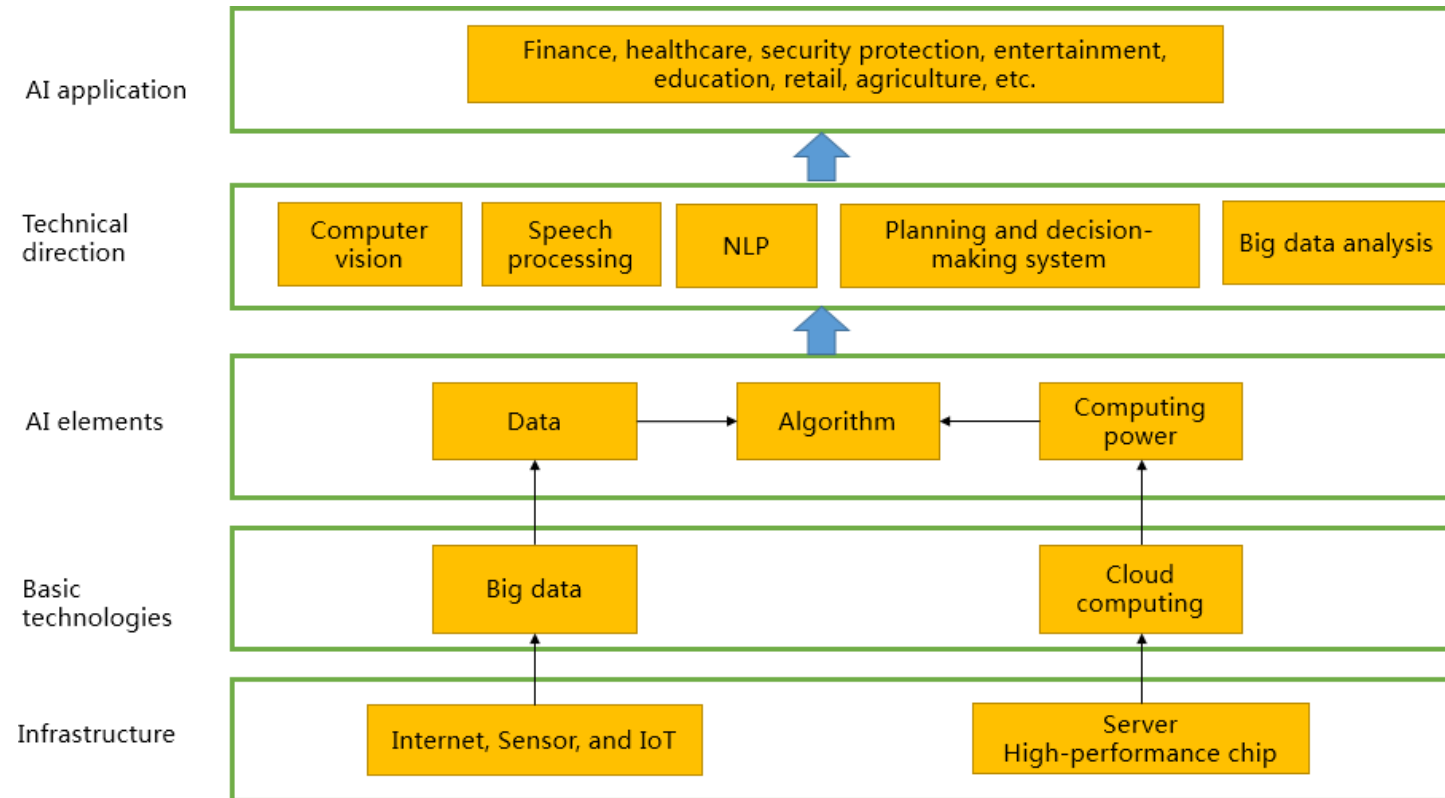 Finance, healthcare, security protection, entertainment,
education, retail, agriculture, etc.
AI application
Technical
direction
Computer
vision
Speech
processing
NLP
Planning and decision-
making system
Big data analysis
AI elements
Data
Algorithm
Computing
power
Basic
technologies
Big data
Cloud
computing
Infrastructure
Internet, Sensor, and IoT
Server
High-performance chip